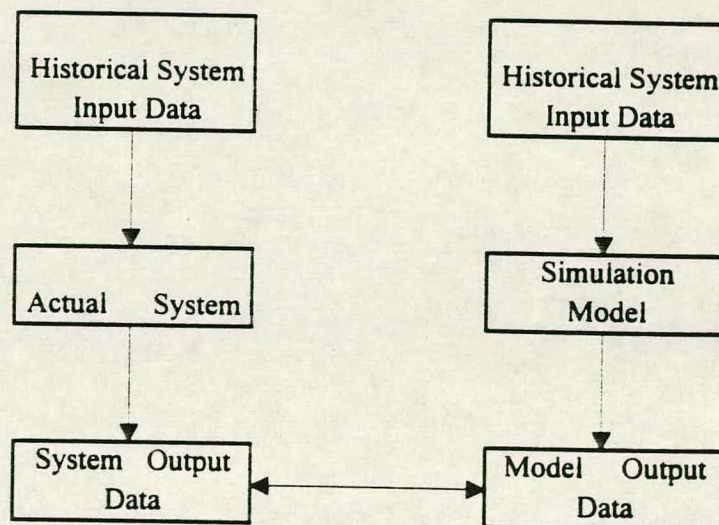 Historical System
Input Data
Historical System
Input Data
Actual System
Simulation
Model
System Output
Data
Model Output
Data